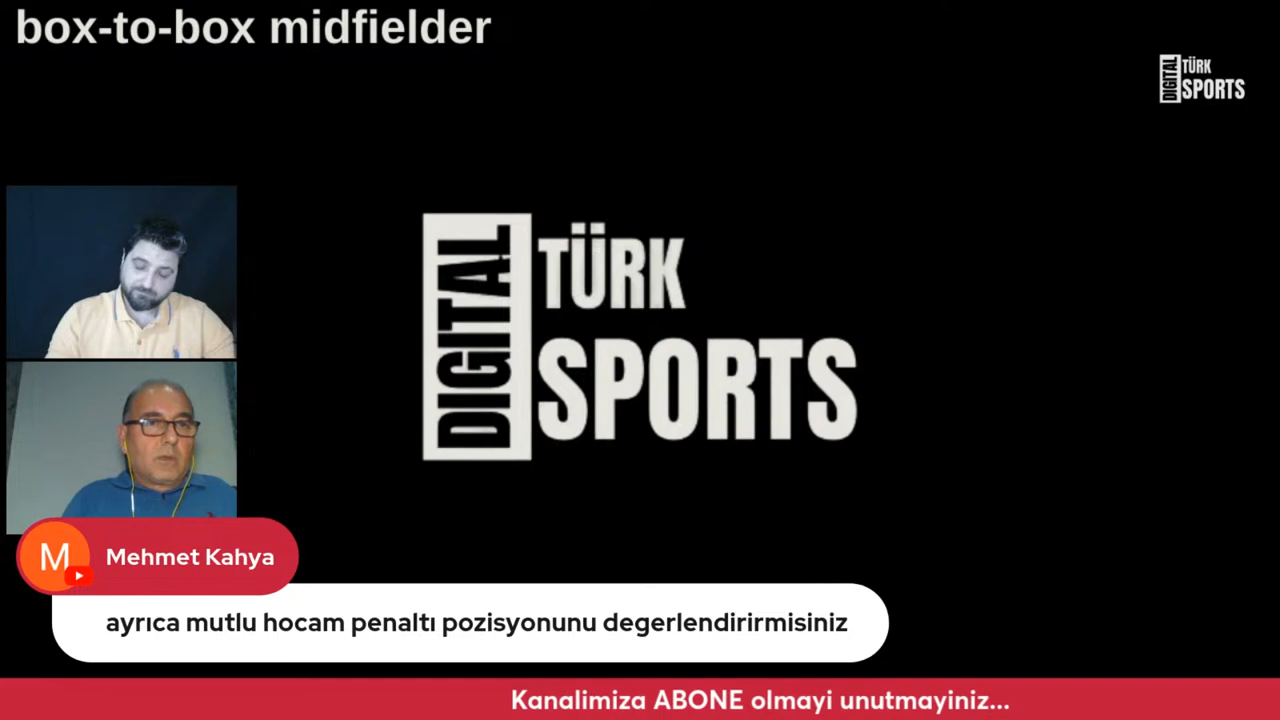 box-to-box midfielder
DIGITAL
TÜRK
SPORTS
DIGITAL
TÜRK
SPORTS
M
Mehmet Kahya
ayrıca mutlu hocam penaltı pozisyonunu degerlendirirmisiniz
Kanalimiza ABONE olmayi unutmayiniz...